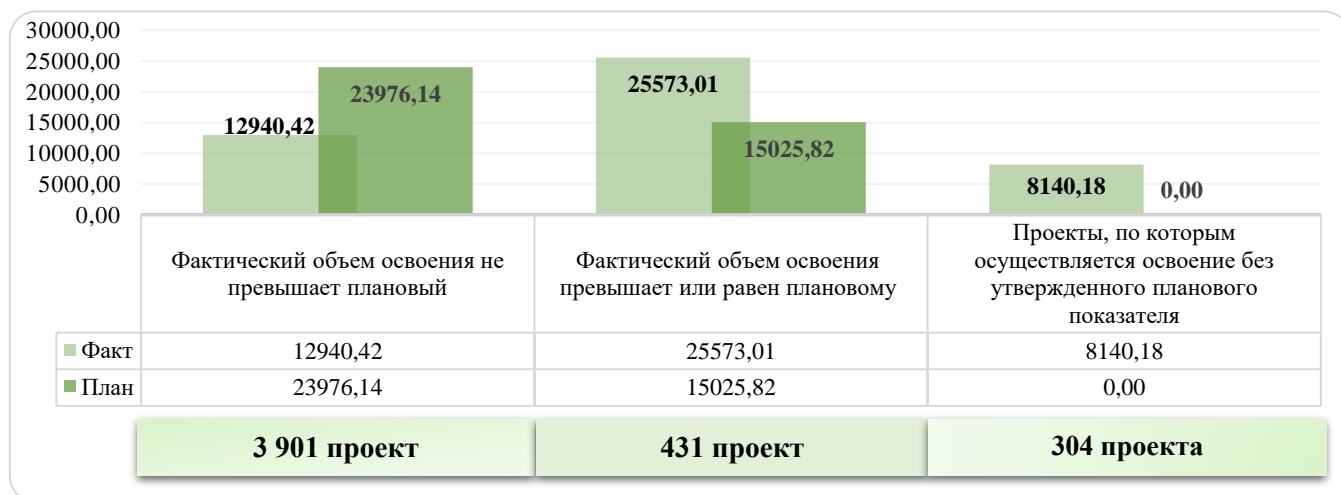 30000,00
25000,00
20000,00
15000,00
10000,00
5000,00
0,00
12940,42
23976,14
25573,01
15025,82
8140,18
0,00
Фактический объем освоения не
превышает плановый
Фактический объем освоения
превышает или равен плановому
Проекты, по которым
осуществляется освоение без
утвержденного планового
показателя
Факт 12940,42 25573,01 8140,18
План 23976,14 15025,82 0,00
3 901 проект 431 проект 304 проекта